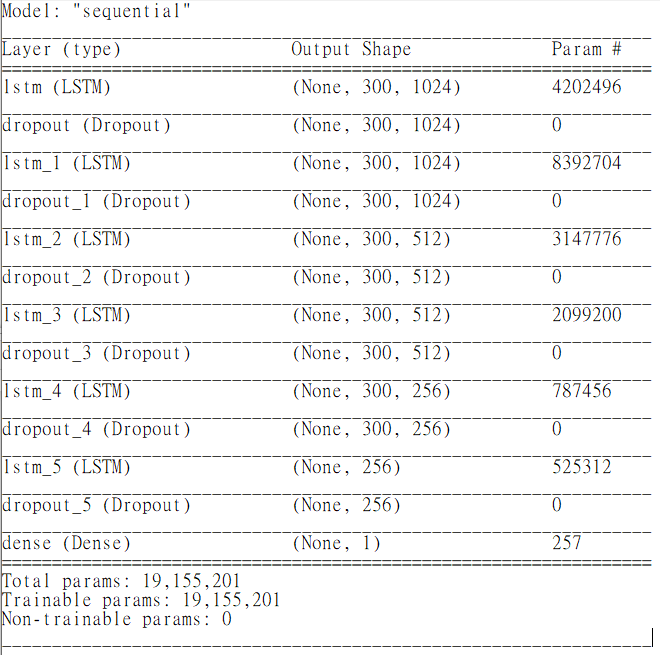 Model: "sequential"
Layer (type) Output Shape Param #
lstm (LSTM) (None, 300, 1024) 4202496
dropout (Dropout) (None, 300, 1024) 0
lstm_1 (LSTM) (None, 300, 1024) 8392704
dropout_1 (Dropout) (None, 300, 1024) 0
lstm_2 (LSTM) (None, 300, 512) 3147776
dropout_2 (Dropout) (None, 300, 512) 0
lstm_3 (LSTM) (None, 300, 512) 2099200
dropout_3 (Dropout) (None, 300, 512) 0
lstm_4 (LSTM) (None, 300, 256) 787456
dropout_4 (Dropout) (None, 300, 256) 0
lstm_5 (LSTM) (None, 256) 525312
dropout_5 (Dropout) (None, 256) 0
dense (Dense) (None, 1) 257
Total params: 19,155,201
Trainable params: 19,155,201
Non-trainable params: 0